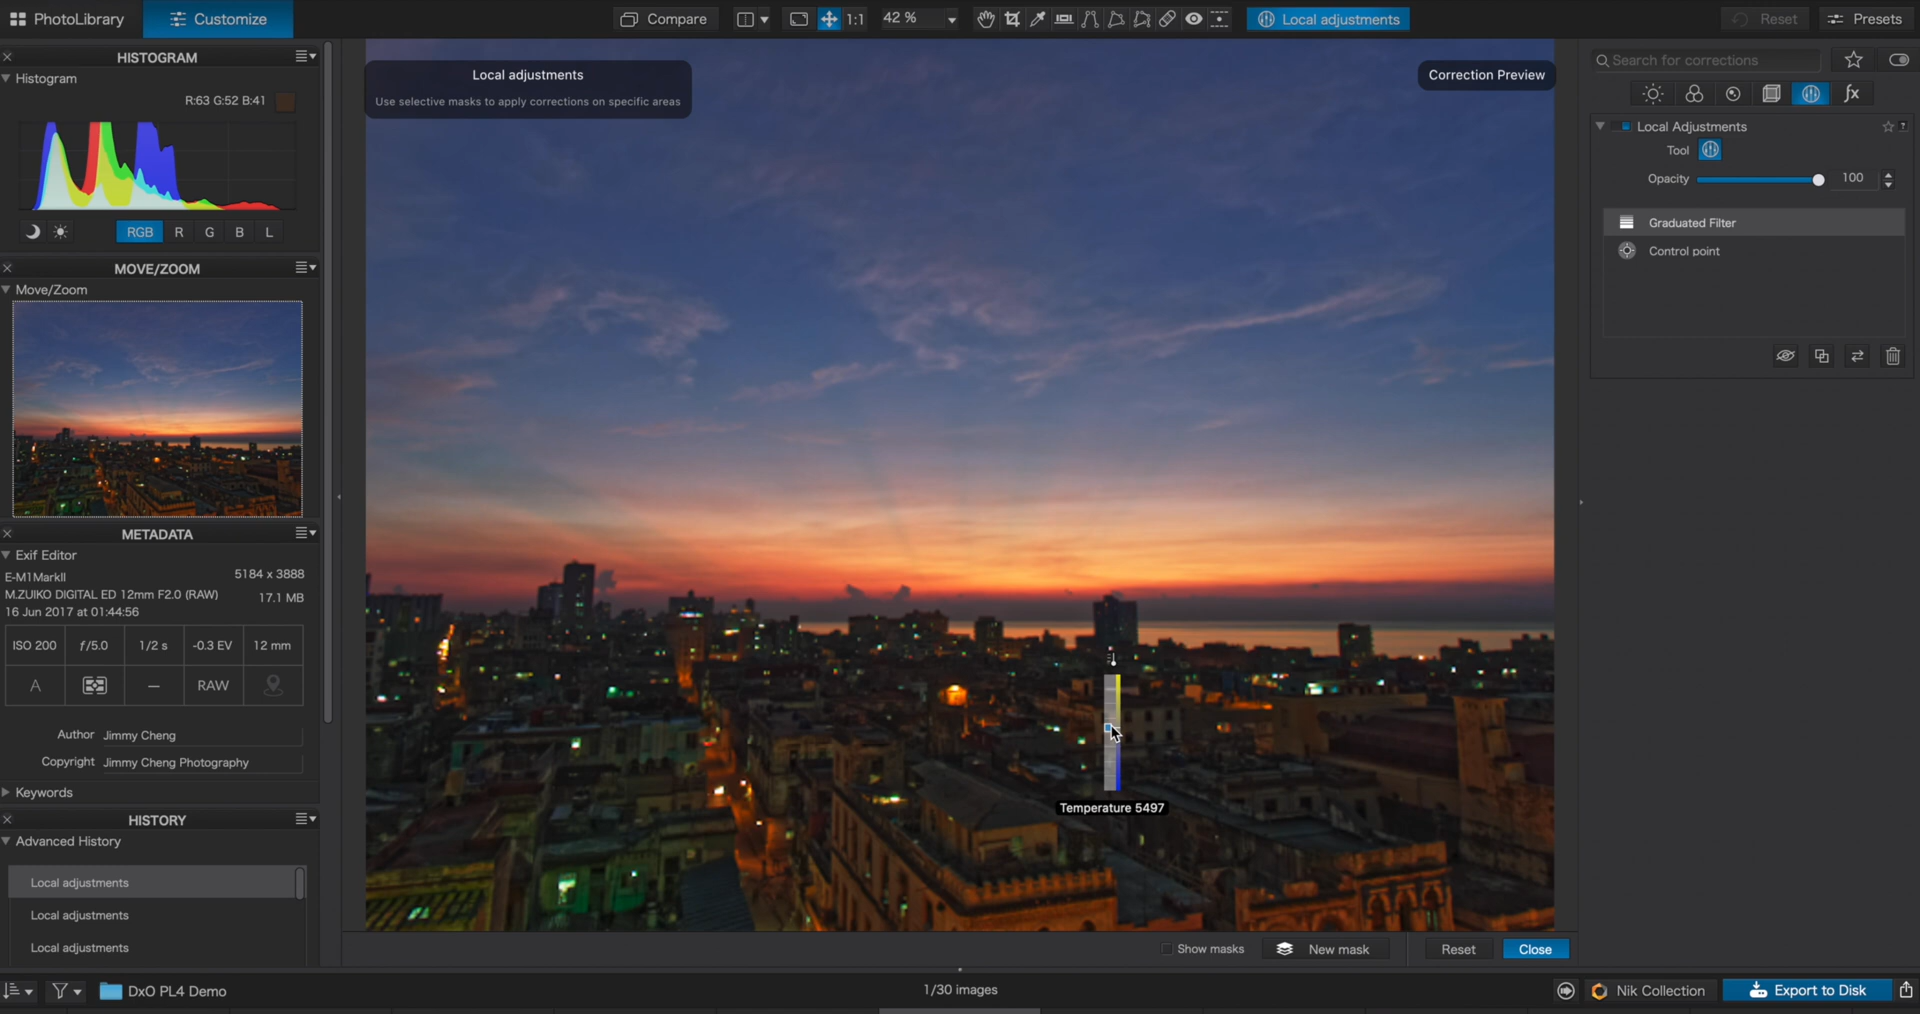 PhotoLibrary
Customize
Compare
1:1
42 %
Local adjustments
Reset
Presets
HISTOGRAM
Histogram
R:63 G:52 B:41
RGB
R
G
B
L
MOVE/ZOOM
Move/Zoom
METADATA
Exif Editor
E-M1MarkII
5184 x 3888
M.ZUIKO DIGITAL ED 12mm F2.0 (RAW)
17.1 MB
16 Jun 2017 at 01:44:56
ISO 200
ƒ/5.0
1/2 s
-0.3 EV
12 mm
A
—
RAW
Author
Jimmy Cheng
Copyright
Jimmy Cheng Photography
Keywords
HISTORY
Advanced History
Local adjustments
Local adjustments
Local adjustments
Local adjustments
Use selective masks to apply corrections on specific areas
Correction Preview
Temperature 5497
Show masks
New mask
Reset
Close
Search for corrections
fx
Local Adjustments
?
Tool
Opacity
100
Graduated Filter
Control point
DxO PL4 Demo
1/30 images
Nik Collection
Export to Disk